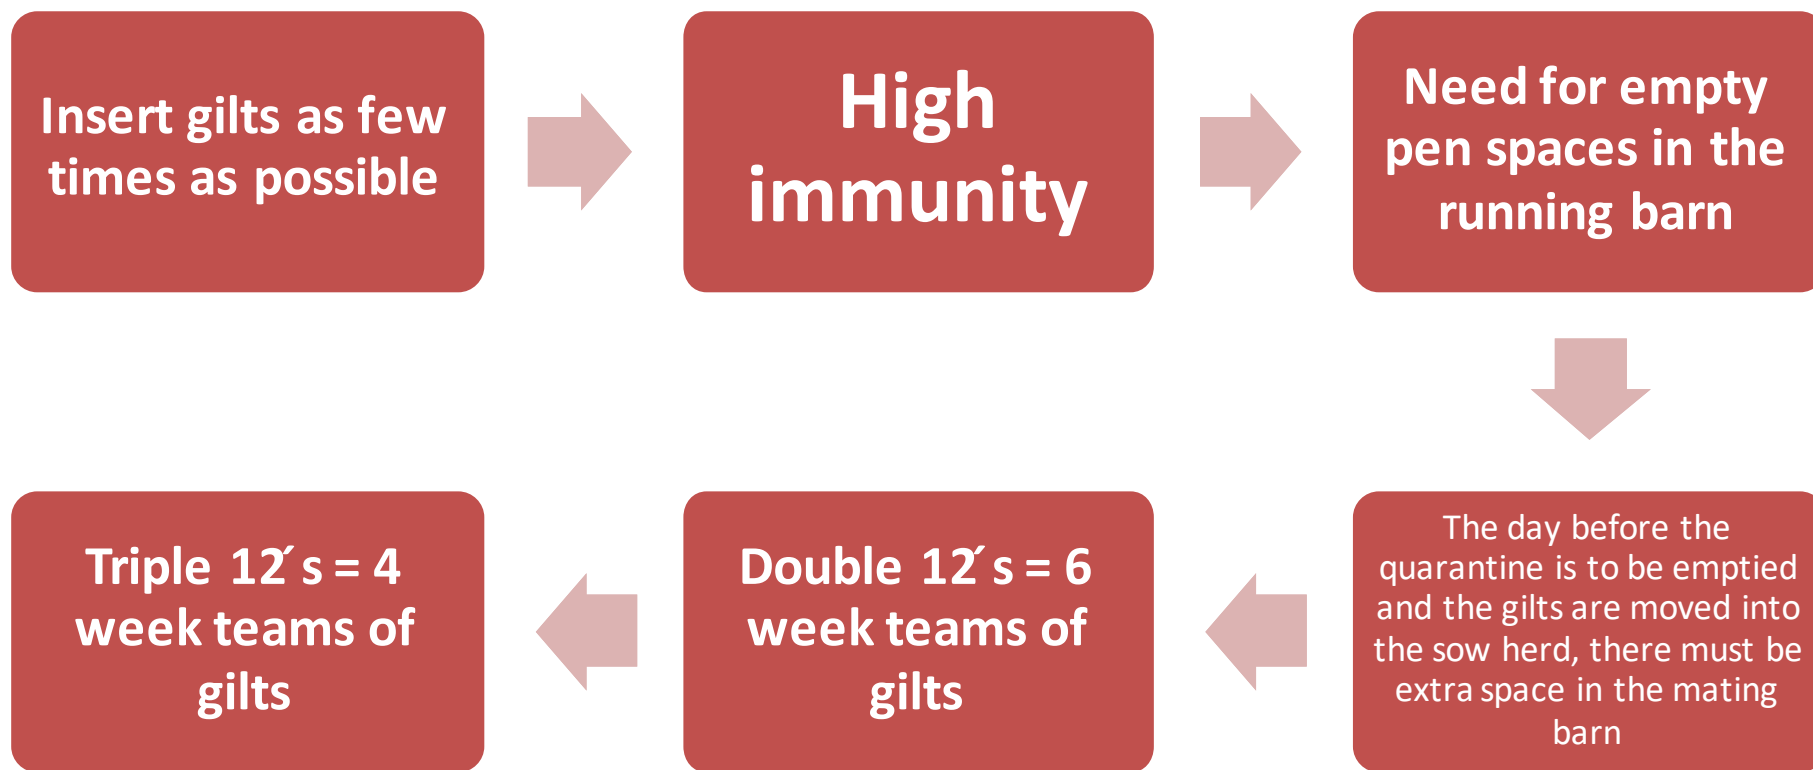 Insert gilts as few
times as possible
High
immunity
Need for empty
pen spaces in the
running barn
The day before the
quarantine is to be emptied
and the gilts are moved into
the sow herd, there must be
extra space in the mating
barn
Double 12´s = 6
week teams of
gilts
Triple 12´s = 4
week teams of
gilts